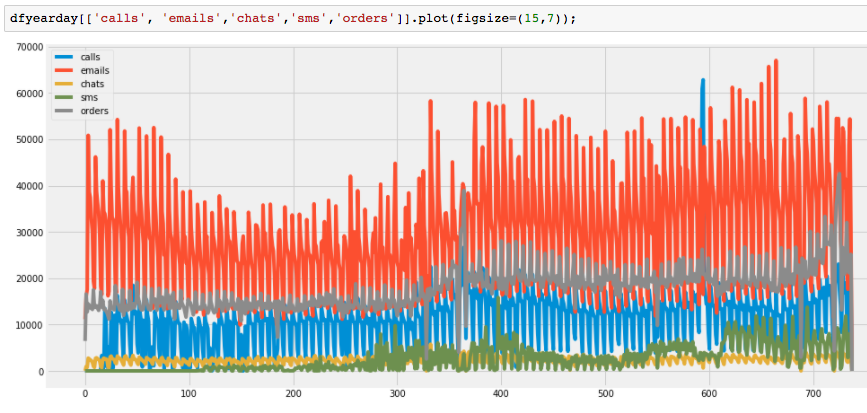 dfyearday[['calls', 'emails','chats','sms','orders']].plot(figsize=(15,7));
70000
60000
50000
40000
30000
20000
10000
0
calls
emails
chats
sms
orders
0 100 200 300 400 500 600 700